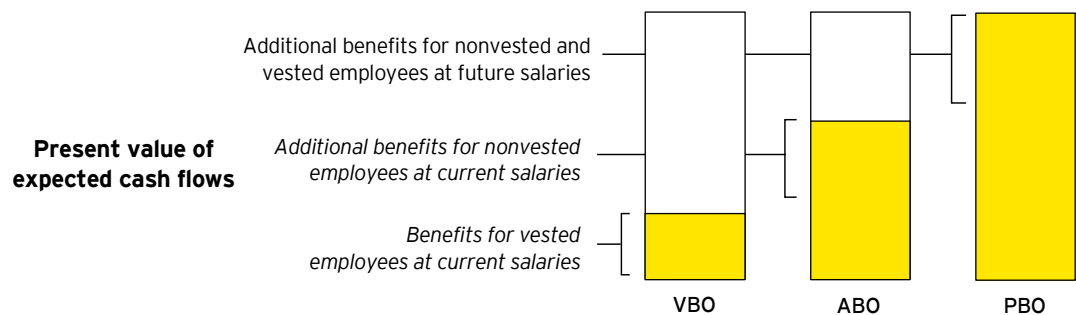 Additional benefits for nonvested and
vested employees at future salaries
Present value of
expected cash flows
Additional benefits for nonvested
employees at current salaries
Benefits for vested
employees at current salaries
VBO
ABO
PBO